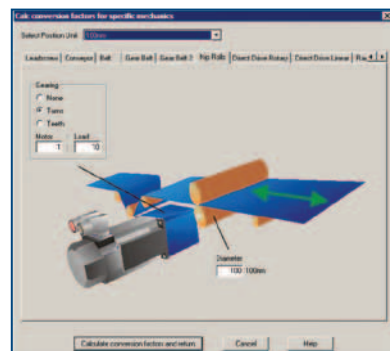 Calc conversion factors for specific mechanics
Select Position Unit 100nm
Leadscrew Conveyor Belt Gear Belt Gear Belt 2 Nip Rolls Direct Drive Rotary Direct Drive Linear
Gearing
None
Turns
Teeth
Motor Load
1 : 10
Diameter
100 100nm
Calculate conversion factors and return Cancel Help